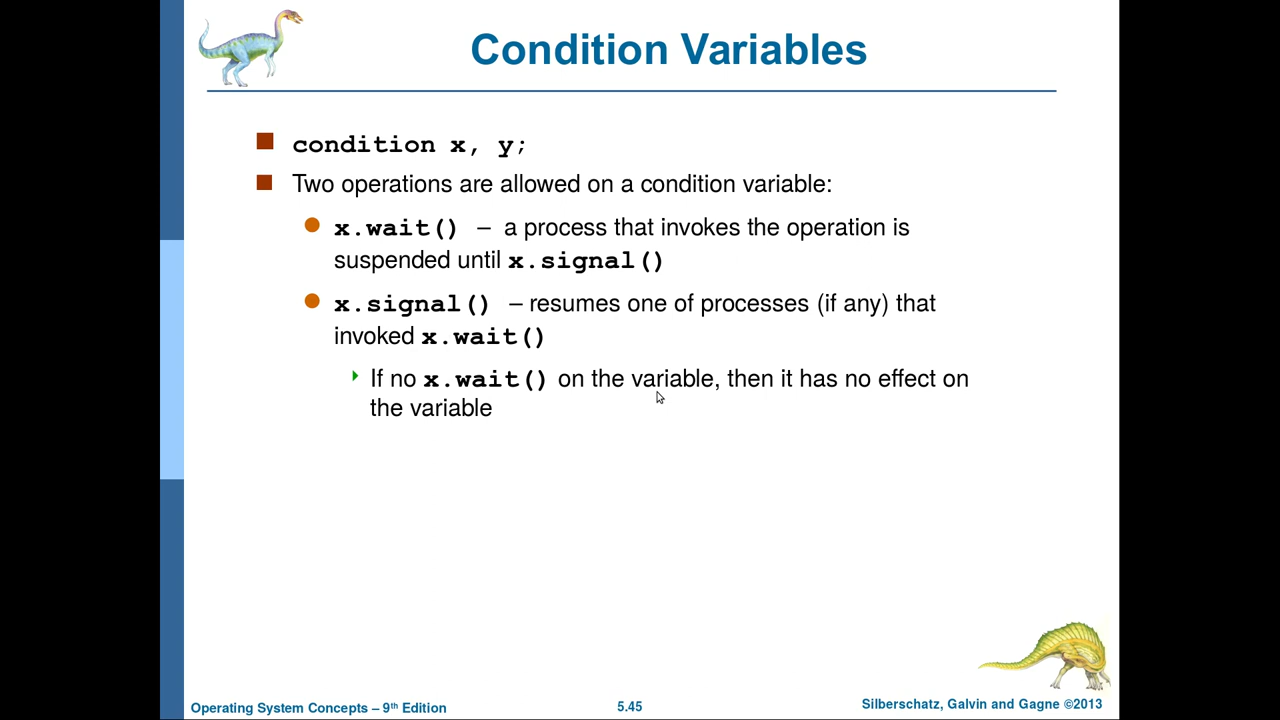 Condition Variables
condition x, y;
Two operations are allowed on a condition variable:
x.wait() – a process that invokes the operation is
suspended until x.signal()
x.signal() – resumes one of processes (if any) that
invoked x.wait()
If no x.wait() on the variable, then it has no effect on
the variable
Operating System Concepts – 9th Edition
5.45
Silberschatz, Galvin and Gagne ©2013